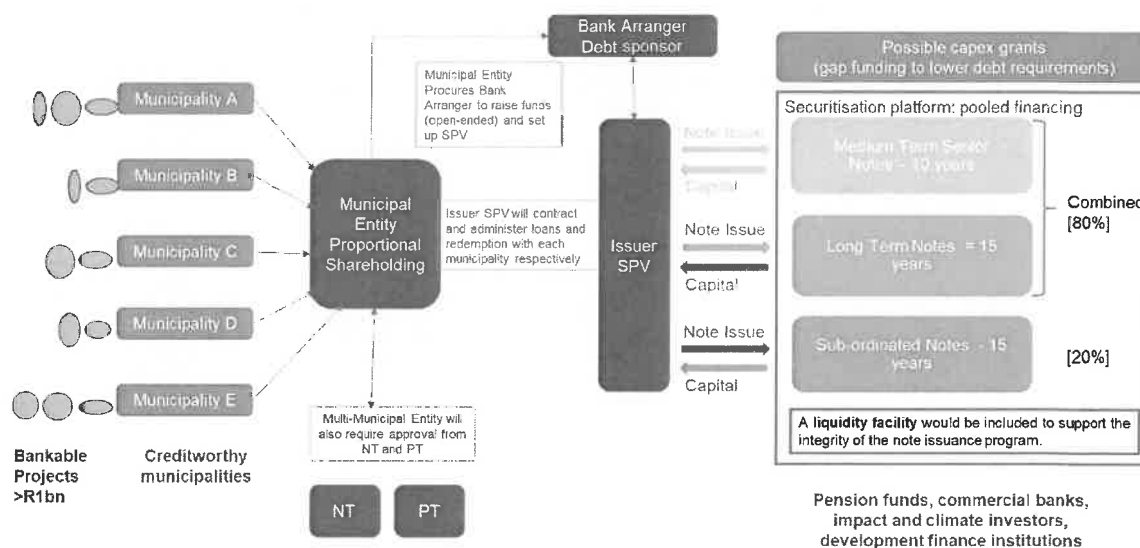 Bank Arranger
Debt sponsor
Possible capex grants
(gap funding to lower debt requirements)
Municipality A
Municipality B
Municipality C
Municipality D
Municipality E
Bankable
Projects
>R1bn
Creditworthy
municipalities
Municipal Entity
Procures Bank
Arranger to raise funds
(open-ended) and set
up SPV
Municipal
Entity
Proportional
Shareholding
Issuer SPV will contract
and administer loans and
redemption with each
municipality respectively
Multi-Municipal Entity will
also require approval from
NT and PT
NT
PT
Issuer
SPV
Note Issue
Capital
Note Issue
Capital
Note Issue
Capital
Securitisation platform: pooled financing
Medium Term Senior
Notes - 10 years
Long Term Notes = 15
years
Sub-ordinated Notes - 15
years
Combined
[80%]
[20%]
A liquidity facility would be included to support the
integrity of the note issuance program.
Pension funds, commercial banks,
impact and climate investors,
development finance institutions